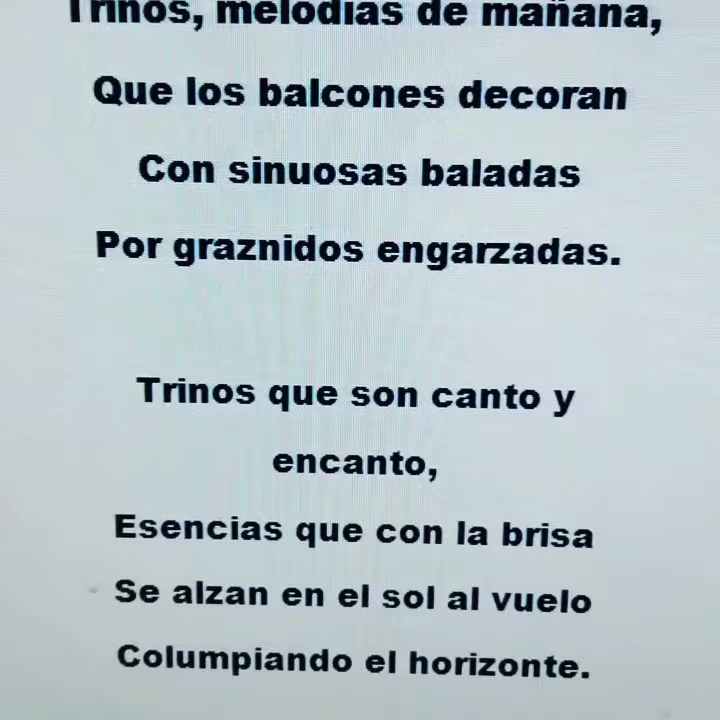 Trinos, melodías de mañana,
Que los balcones decoran
Con sinuosas baladas
Por graznidos engarzadas.
Trinos que son canto y
encanto,
Esencias que con la brisa
Se alzan en el sol al vuelo
Columpiando el horizonte.